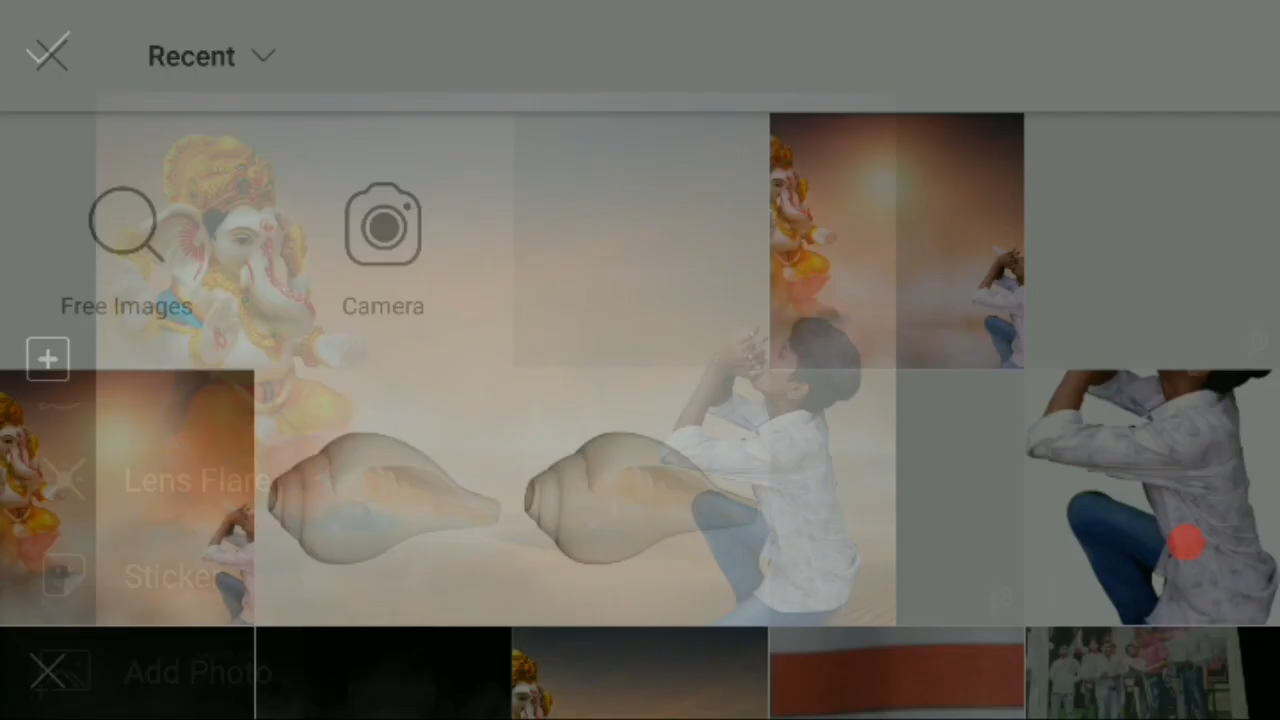 Recent
Free Images
Camera
Lens Flare
Sticker
Add Photo